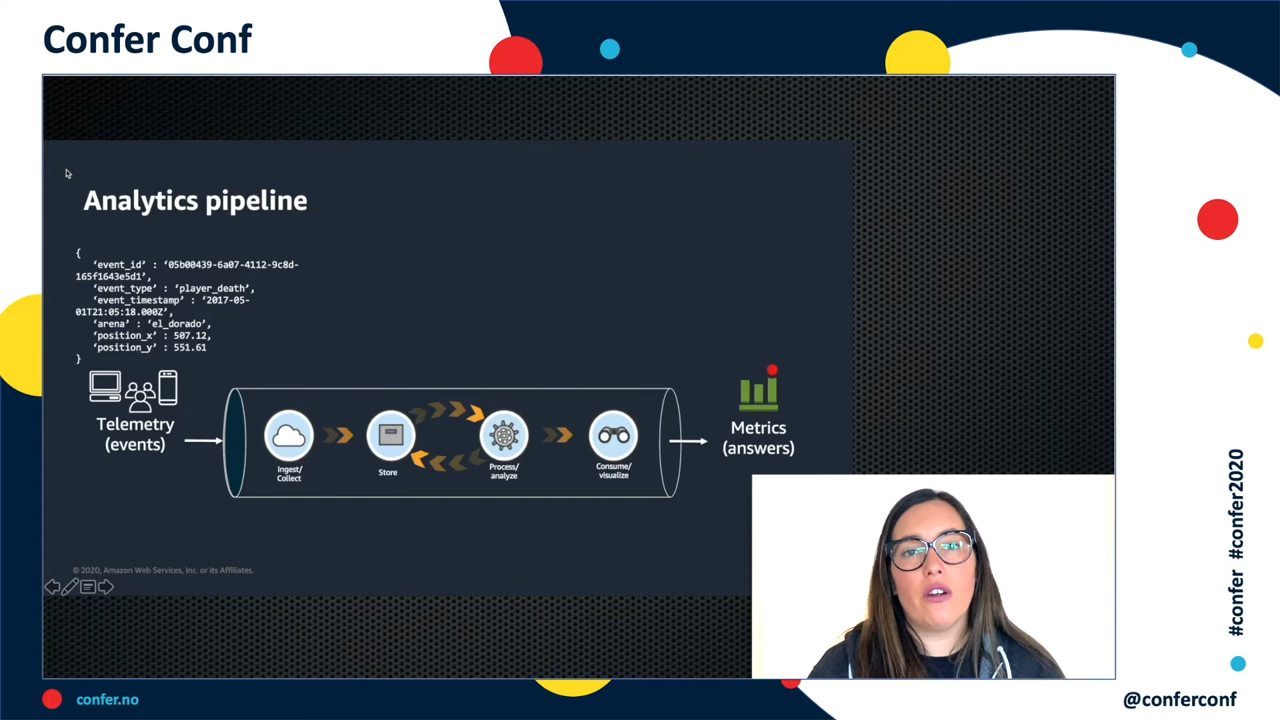 Confer Conf
Analytics pipeline
{
‘event_id’ : ‘05b00439-6a07-4112-9c8d-
165f1643e5d1’,
‘event_type’ : ‘player_death’,
‘event_timestamp’ : ‘2017-05-
01T21:05:18.000Z’,
‘arena’ : ‘el_dorado’,
‘position_x’ : 507.12,
‘position_y’ : 551.61
}
Telemetry
(events)
Ingest/
Collect
Store
Process/
analyze
Consume/
visualize
Metrics
(answers)
© 2020, Amazon Web Services, Inc. or its Affiliates.
#confer #confer2020
confer.no
@conferconf